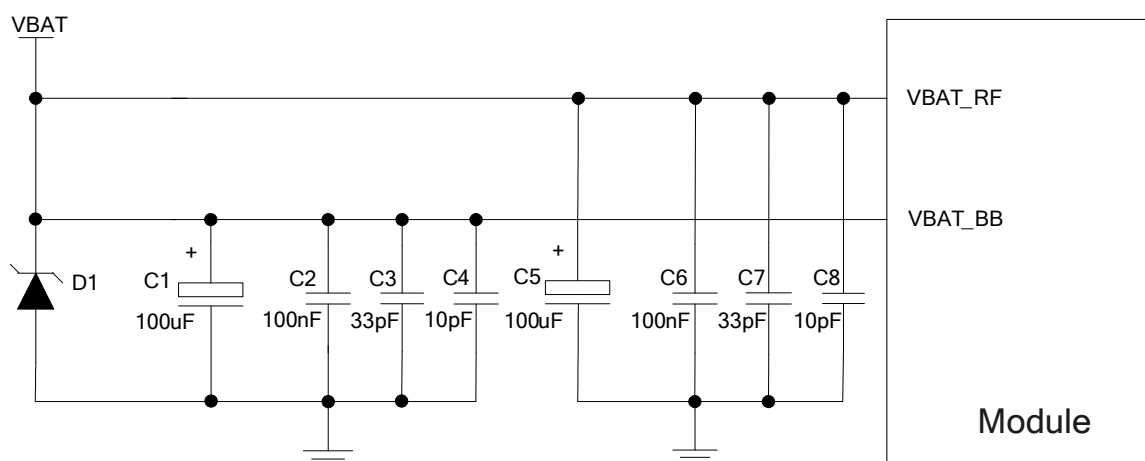 VBAT
VBAT_RF
VBAT_BB
+
+
D1
C1
C2
C3
C4
C5
C6
C7
C8
100uF
100nF
33pF
10pF
100uF
100nF
33pF
10pF
Module